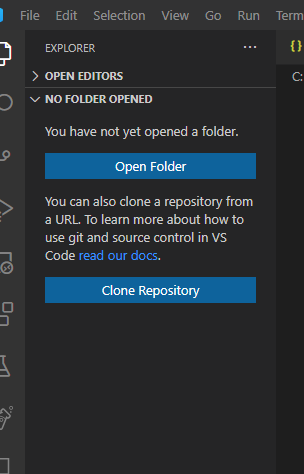 File Edit Selection View Go Run Term
EXPLORER
{}
OPEN EDITORS
C:
NO FOLDER OPENED
You have not yet opened a folder.
Open Folder
You can also clone a repository from
a URL. To learn more about how to
use git and source control in VS
Code read our docs.
Clone Repository